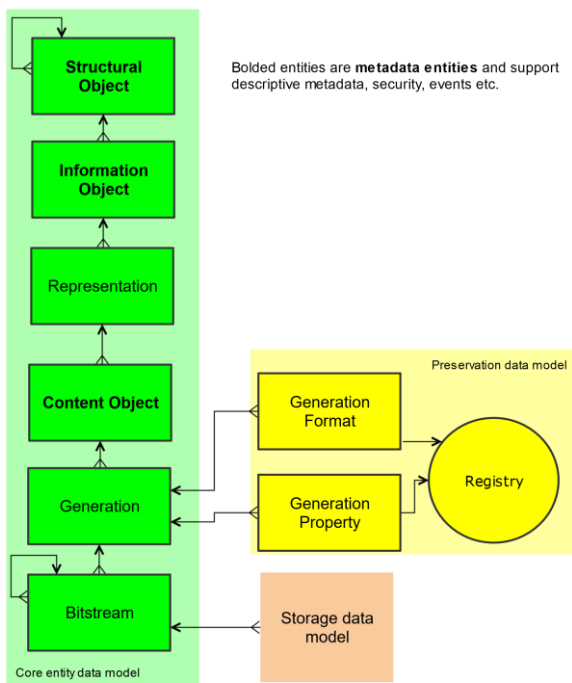 Structural
Object
Bolded entities are metadata entities and support
descriptive metadata, security, events etc.
Information
Object
Representation
Content Object
Generation
Bitstream
Core entity data model
Preservation data model
Generation
Format
Generation
Property
Registry
Storage data
model